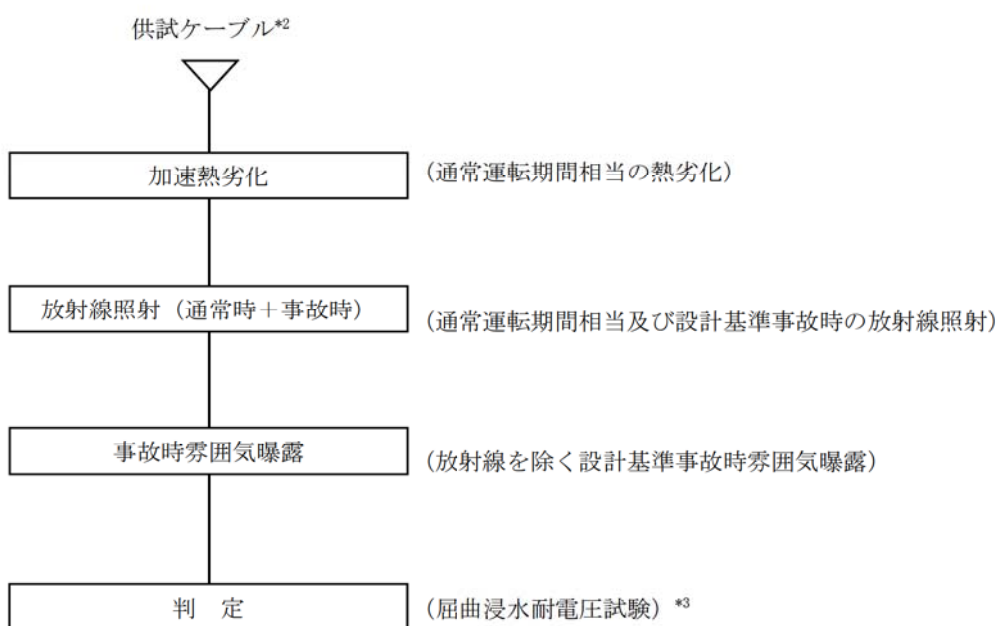 供試ケーブル*2
加速熱劣化
(通常運転期間相当の熱劣化)
放射線照射（通常時＋事故時）
(通常運転期間相当及び設計基準事故時の放射線照射)
事故時雰囲気曝露
(放射線を除く設計基準事故時雰囲気曝露)
判　定
(屈曲浸水耐電圧試験) *3